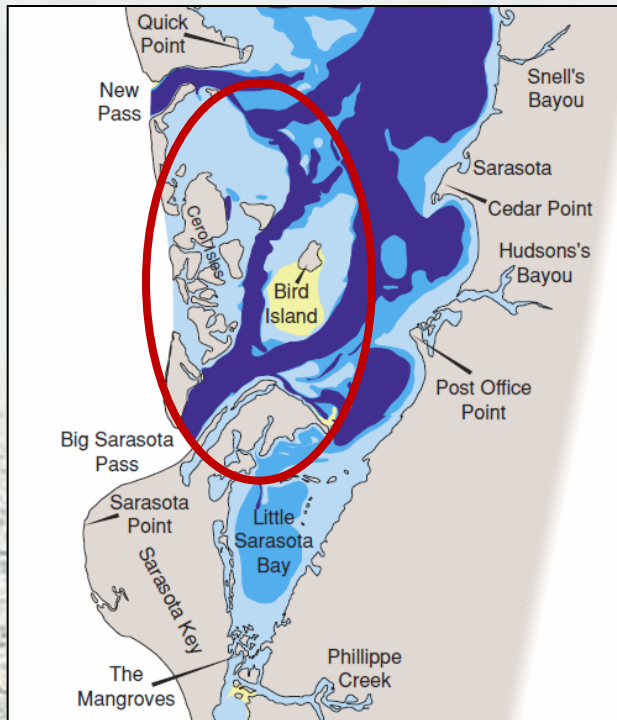 Quick
Point
New
Pass
Snell's
Bayou
Sarasota
Cedar Point
Hudsons's
Bayou
Cerol Isles
Bird
Island
Post Office
Point
Big Sarasota
Pass
Sarasota
Point
Little
Sarasota
Bay
Sarasota Key
The
Mangroves
Phillippe
Creek